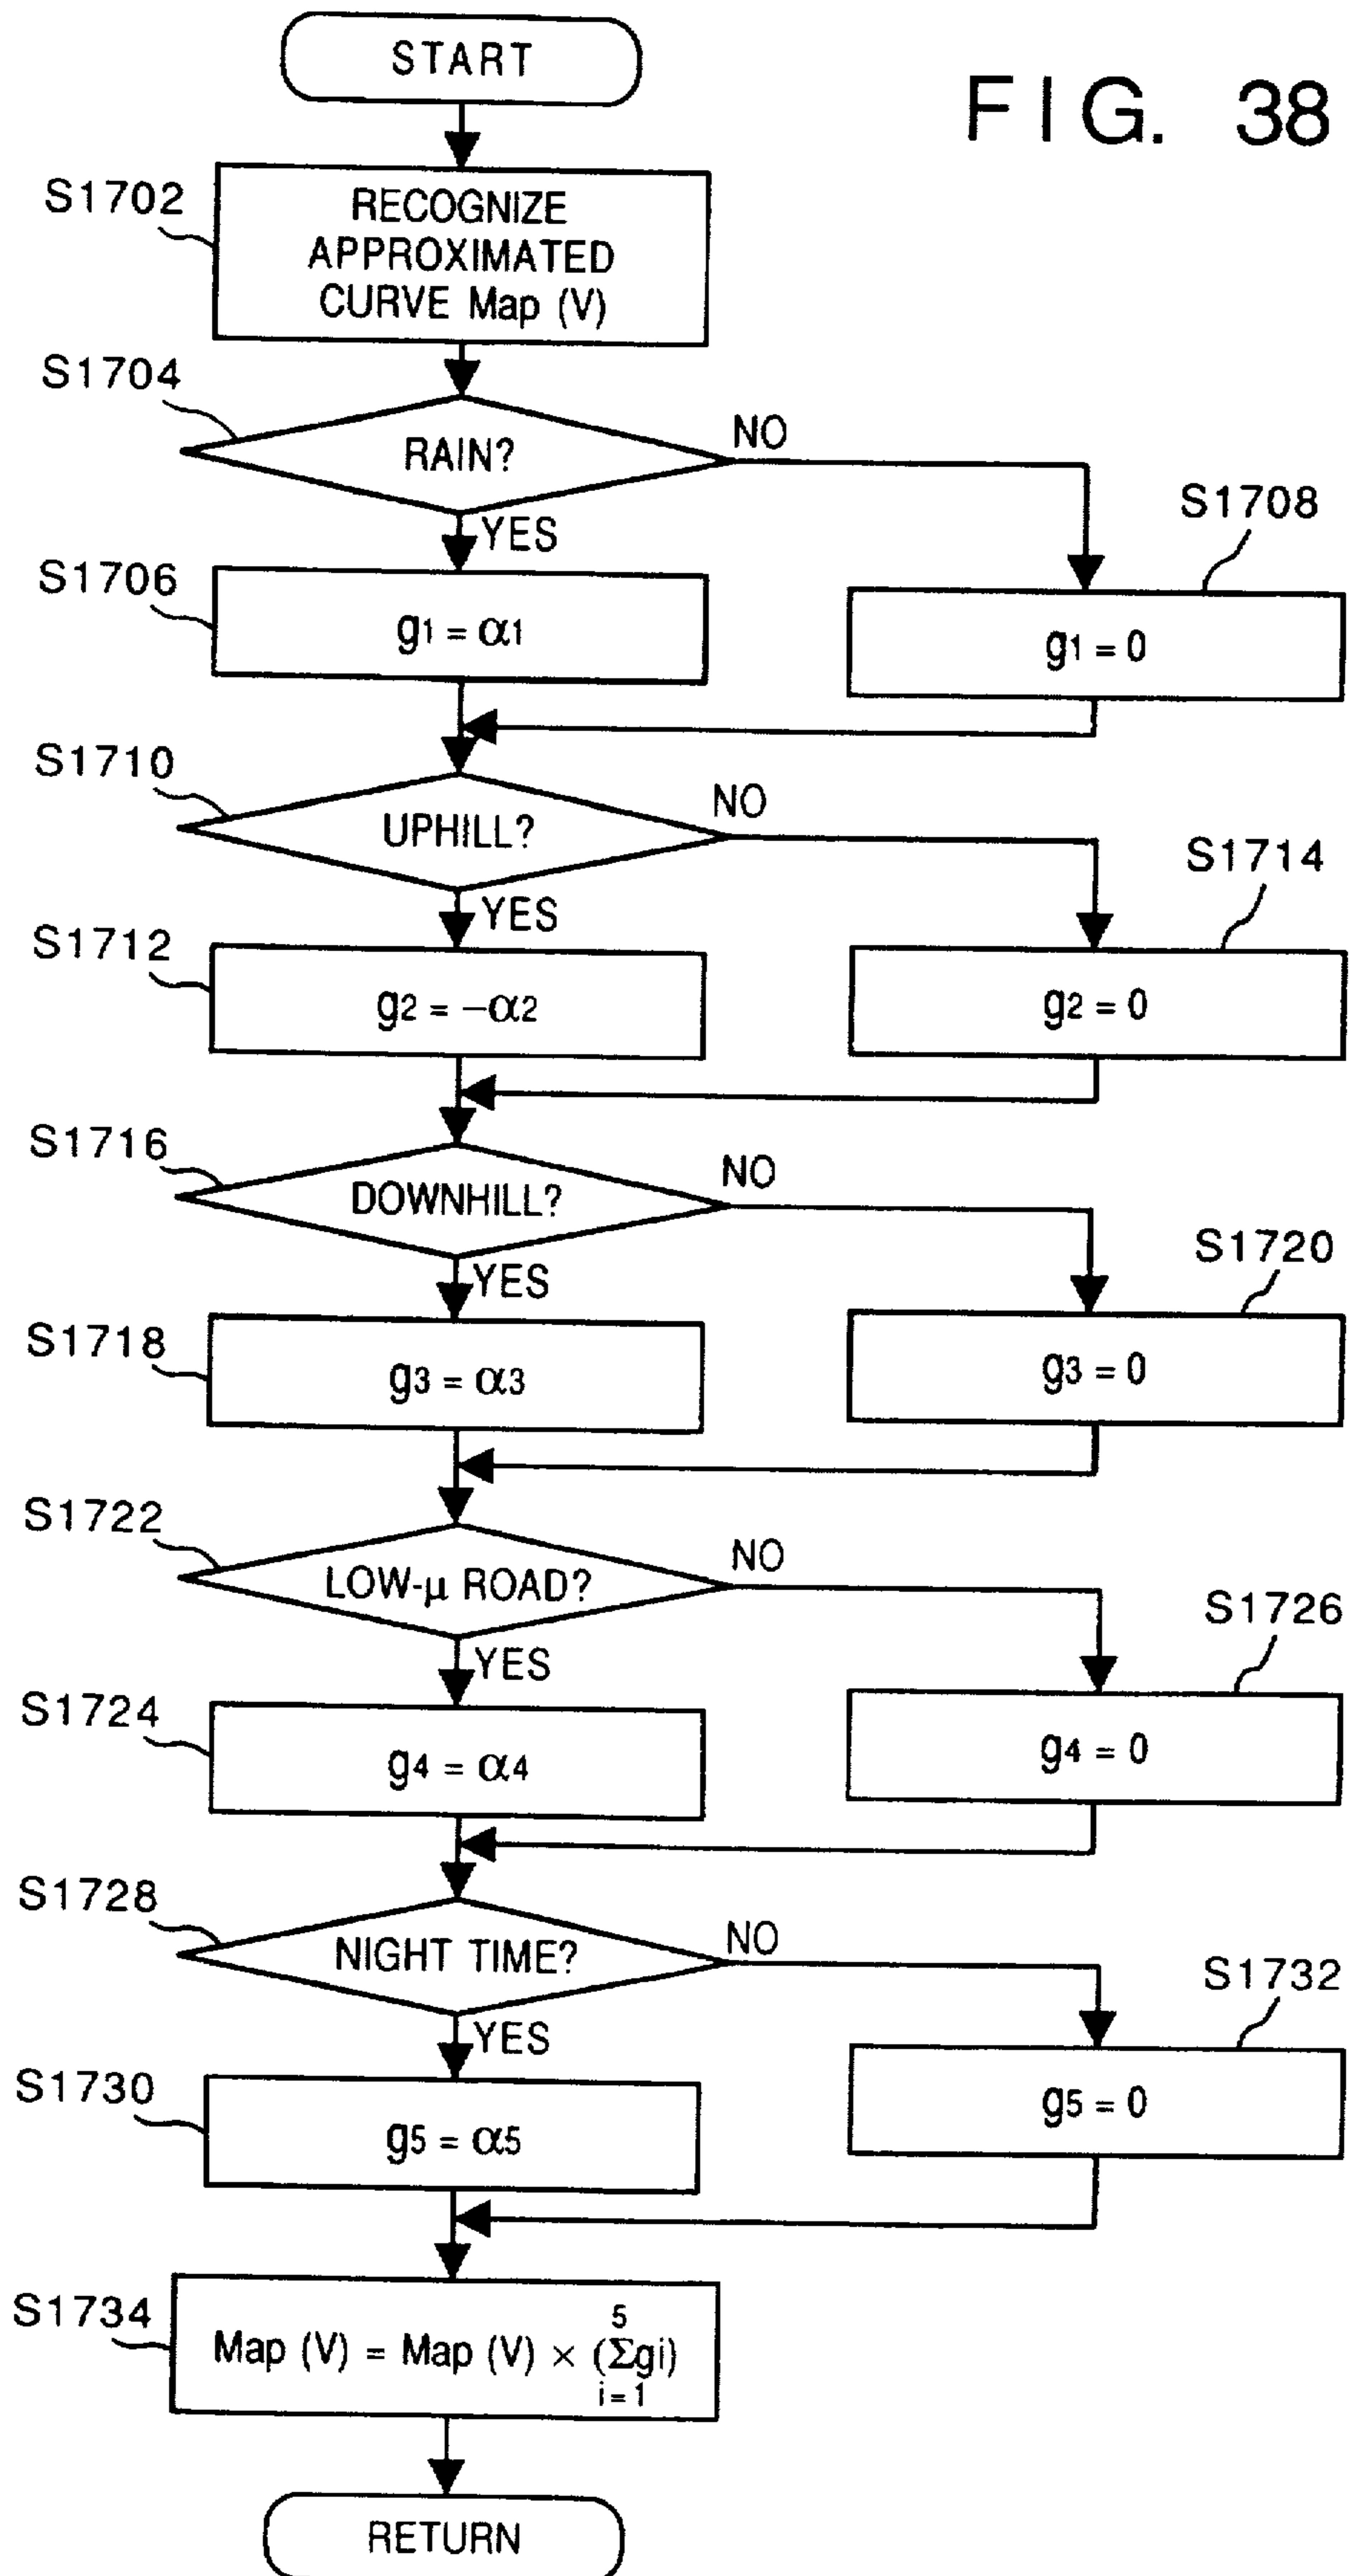 START
FIG. 38
S1702
RECOGNIZE
APPROXIMATED
CURVE Map (V)
S1704
RAIN?
NO
YES
S1706
g1 = α1
S1708
g1 = 0
S1710
UPHILL?
NO
YES
S1712
g2 = −α2
S1714
g2 = 0
S1716
DOWNHILL?
NO
YES
S1718
g3 = α3
S1720
g3 = 0
S1722
LOW-μ ROAD?
NO
YES
S1724
g4 = α4
S1726
g4 = 0
S1728
NIGHT TIME?
NO
YES
S1730
g5 = α5
S1732
g5 = 0
S1734
5
Map (V) = Map (V) × (Σgi)
i = 1
RETURN